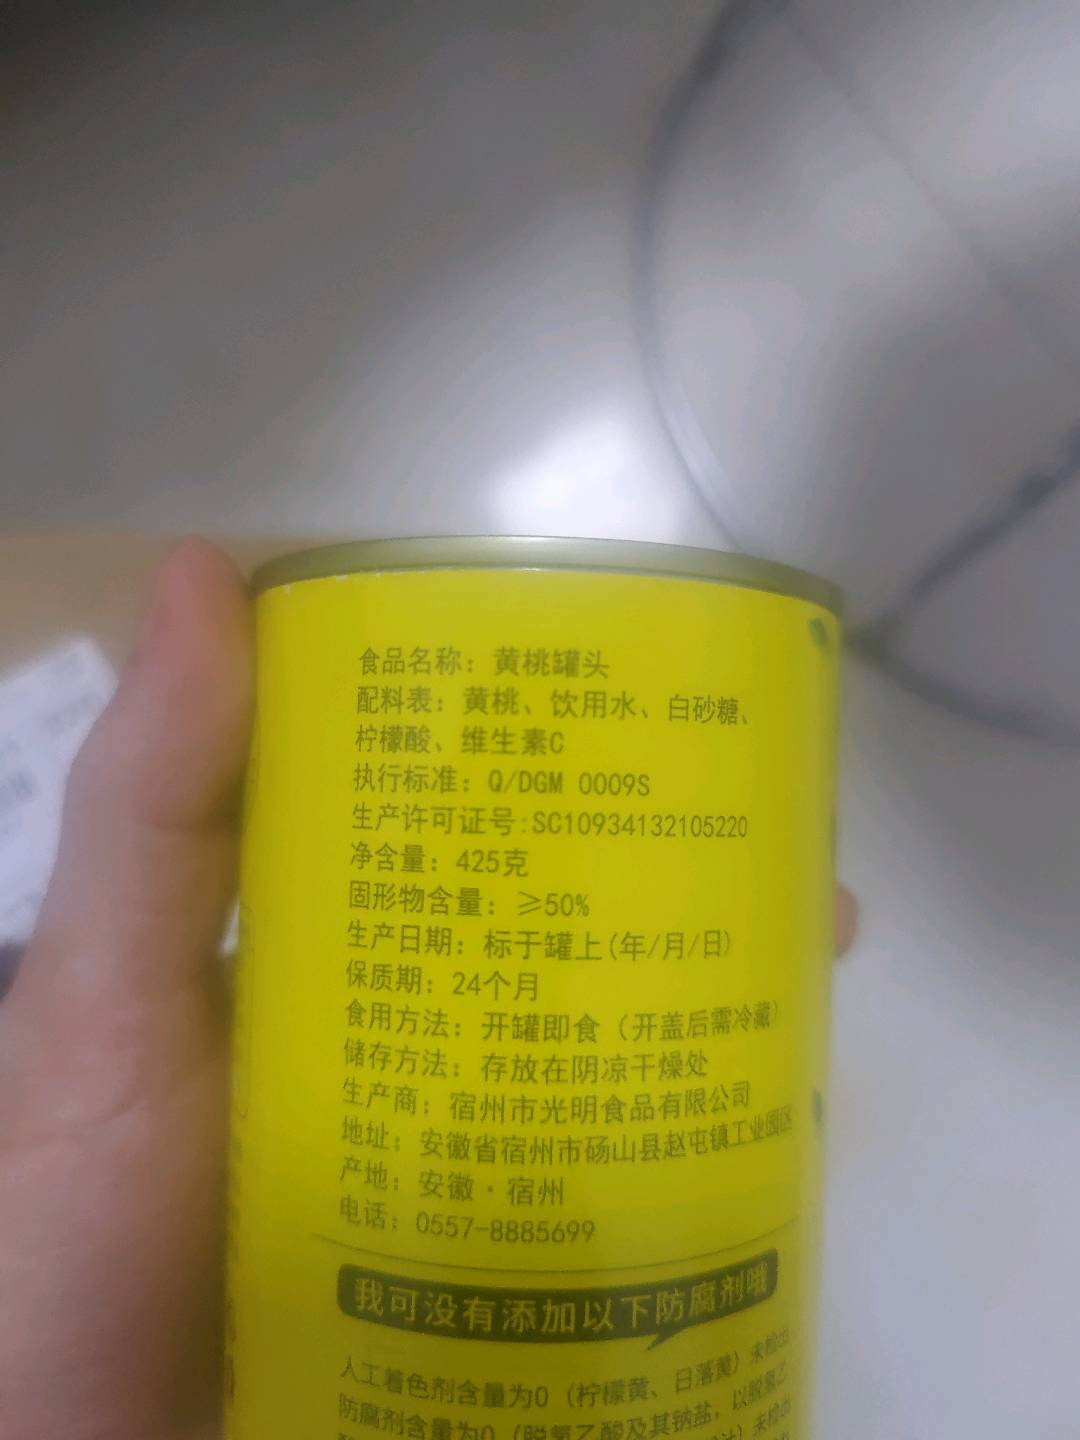 食品名称：黄桃罐头
配料表：黄桃、饮用水、白砂糖、
柠檬酸、维生素C
执行标准：Q/DGM 0009S
生产许可证号:SC10934132105220
净含量：425克
固形物含量：≥50%
生产日期：标于罐上(年/月/日)
保质期：24个月
食用方法：开罐即食（开盖后需冷藏）
储存方法：存放在阴凉干燥处
生产商：宿州市光明食品有限公司
地址：安徽省宿州市砀山县赵屯镇工业园区
产地：安徽·宿州
电话：0557-8885699
我可没有添加以下防腐剂哦
人工着色剂含量为0（柠檬黄、日落黄）未检出
防腐剂含量为0（脱氢乙酸及其钠盐，以脱氢乙